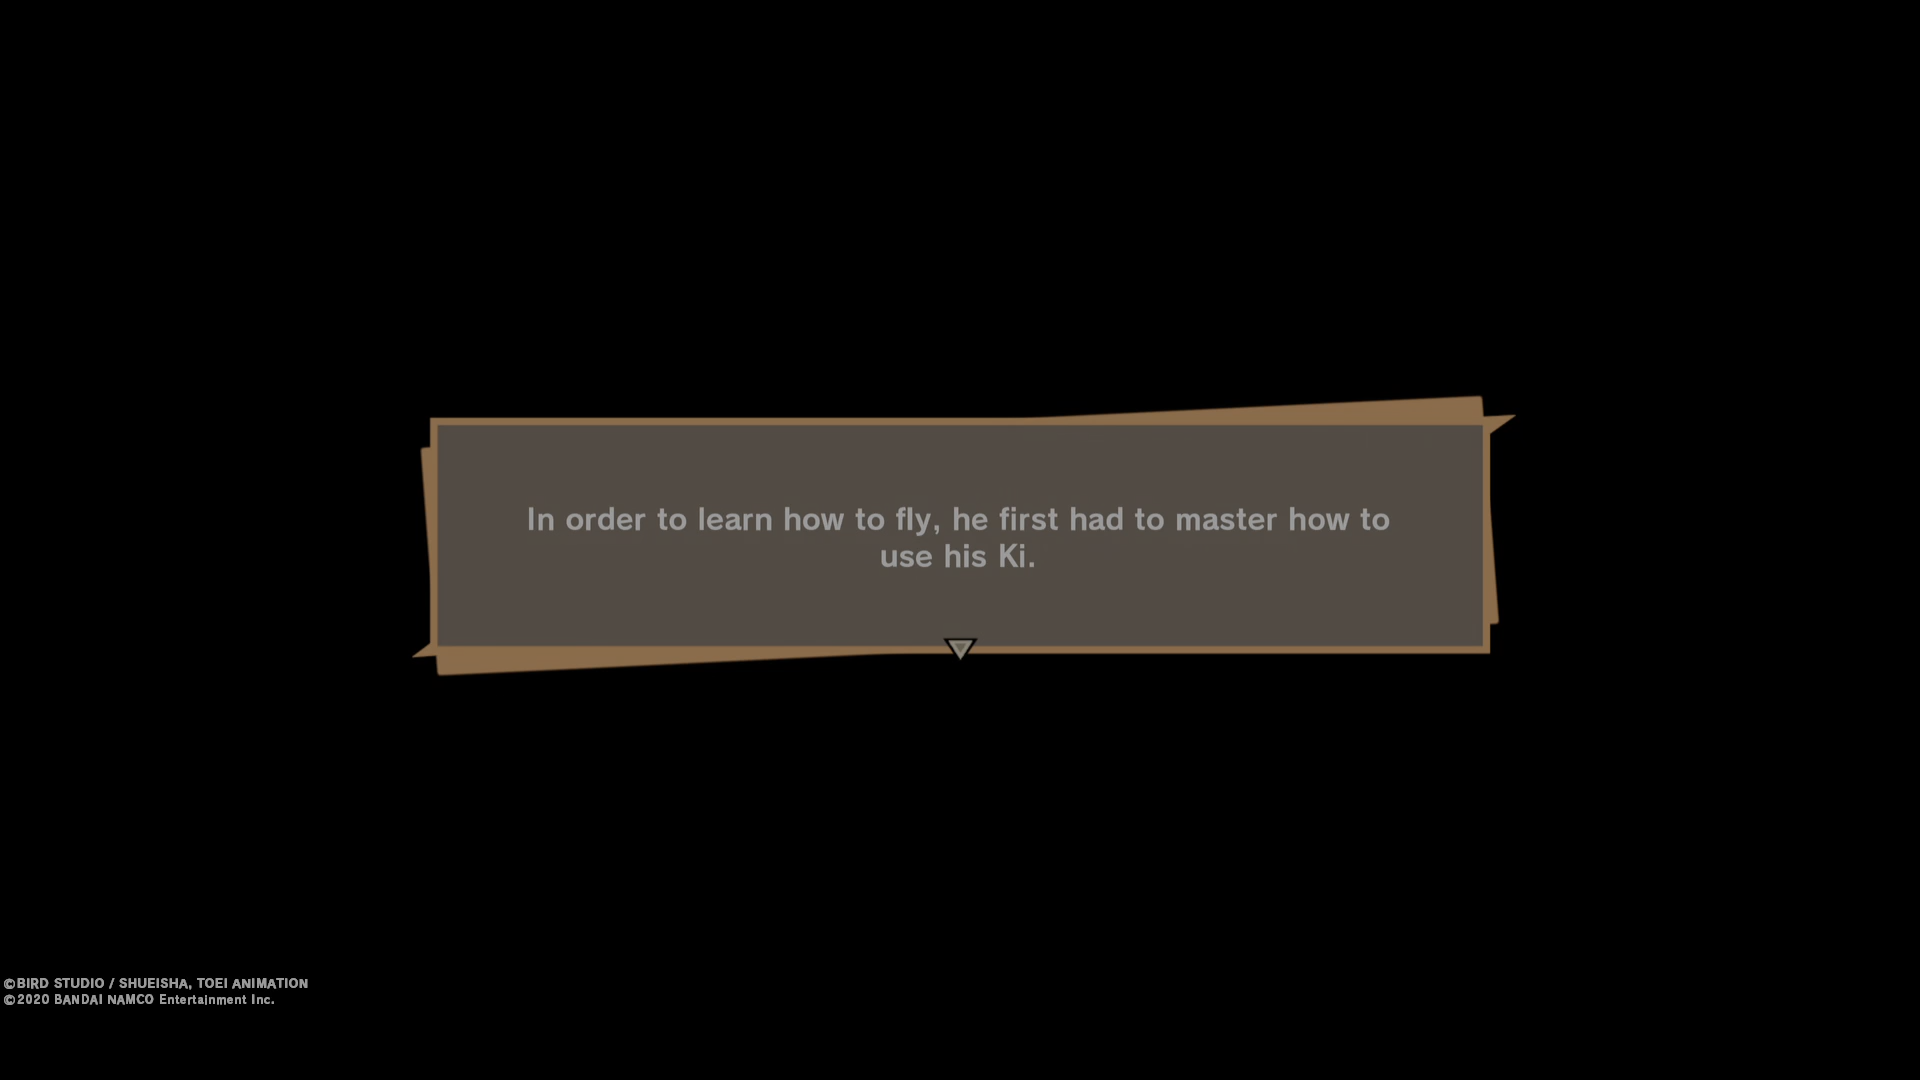 In order to learn how to fly, he first had to master how to
use his Ki.
©BIRD STUDIO / SHUEISHA, TOEI ANIMATION
©2020 BANDAI NAMCO Entertainment Inc.